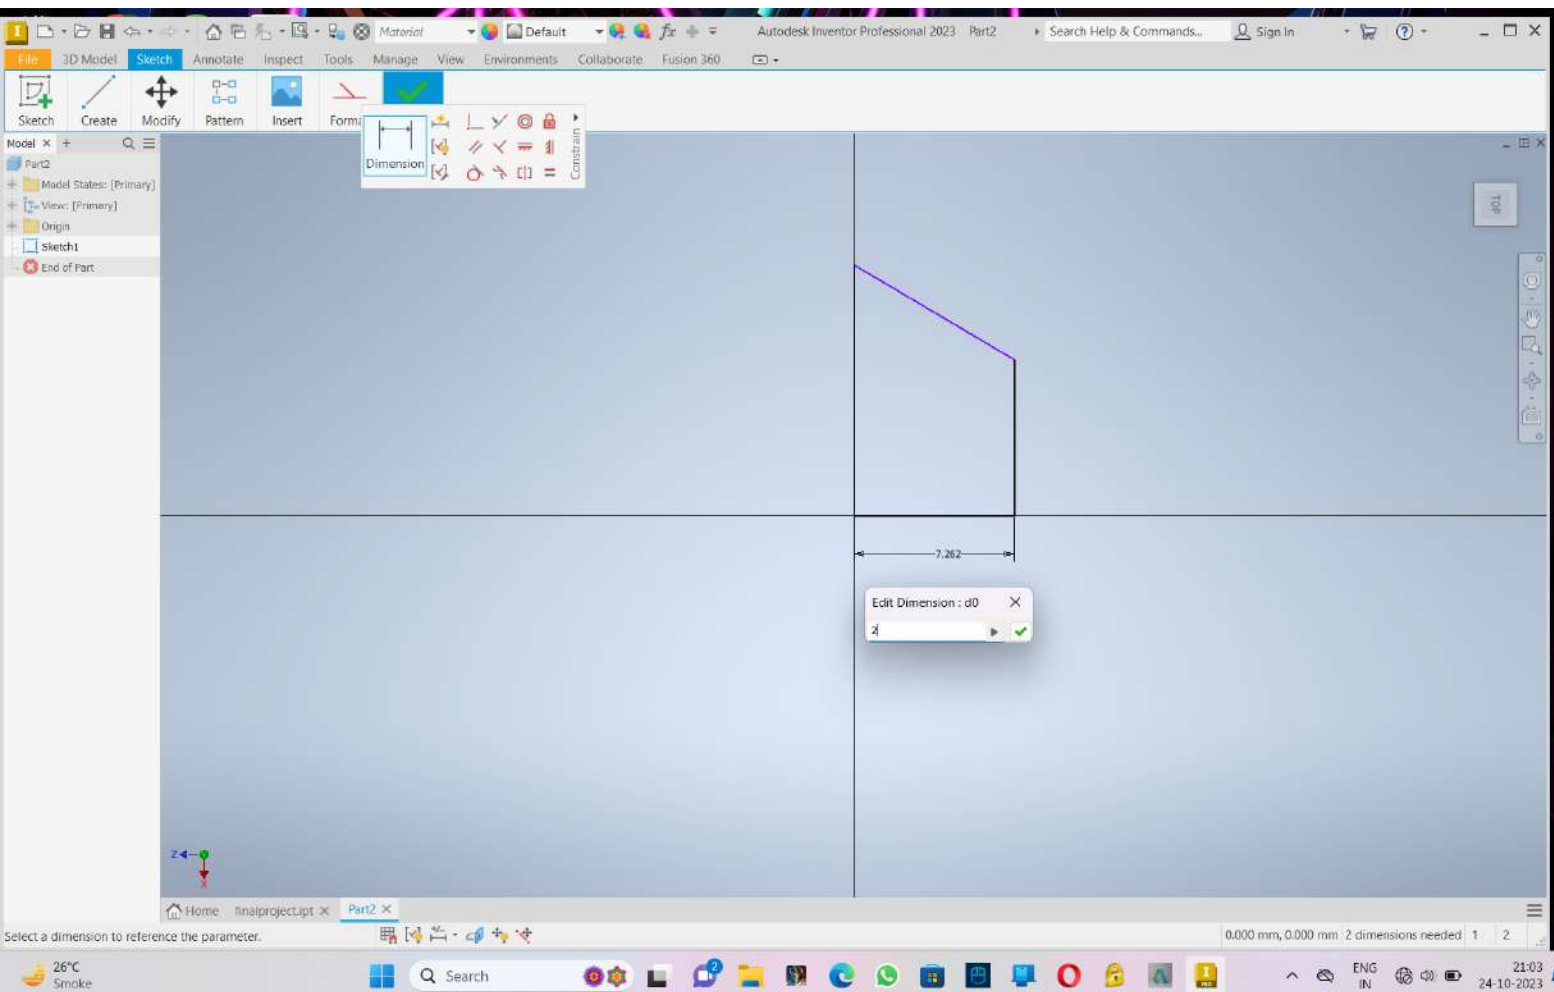 Material
Default
Autodesk Inventor Professional 2023 Part2
Search Help & Commands...
Sign In
File 3D Model Sketch Annotate Inspect Tools Manage View Environments Collaborate Fusion 360
Sketch Create Modify Pattern Insert Forma
Dimension
Constrain
Model
Part2
Model States: [Primary]
View: [Primary]
Origin
Sketch1
End of Part
TOP
7.262
Edit Dimension : d0
2
Z
X
Home finalproject.ipt Part2
Select a dimension to reference the parameter.
0.000 mm, 0.000 mm 2 dimensions needed 1 2
26°C
Smoke
Search
2
ENG
IN
21:03
24-10-2023